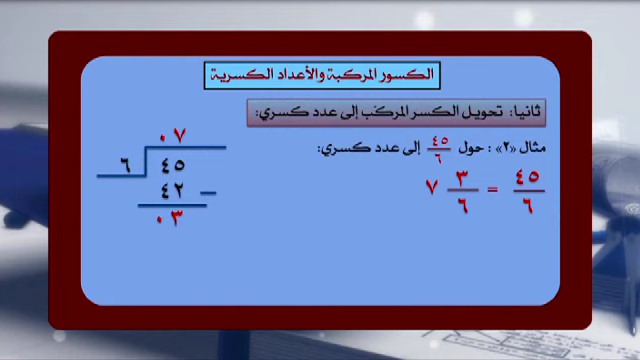 الكسور المركبة والأعداد الكسرية
ثانيا: تحويل الكسر المركب إلى عدد كسري:
مثال «٢» : حول ٤٥/٦ إلى عدد كسري:
٤٥/٦ = ٧ ٣/٦
٠٧
٦ ٤٥
٤٢ −
٠٣